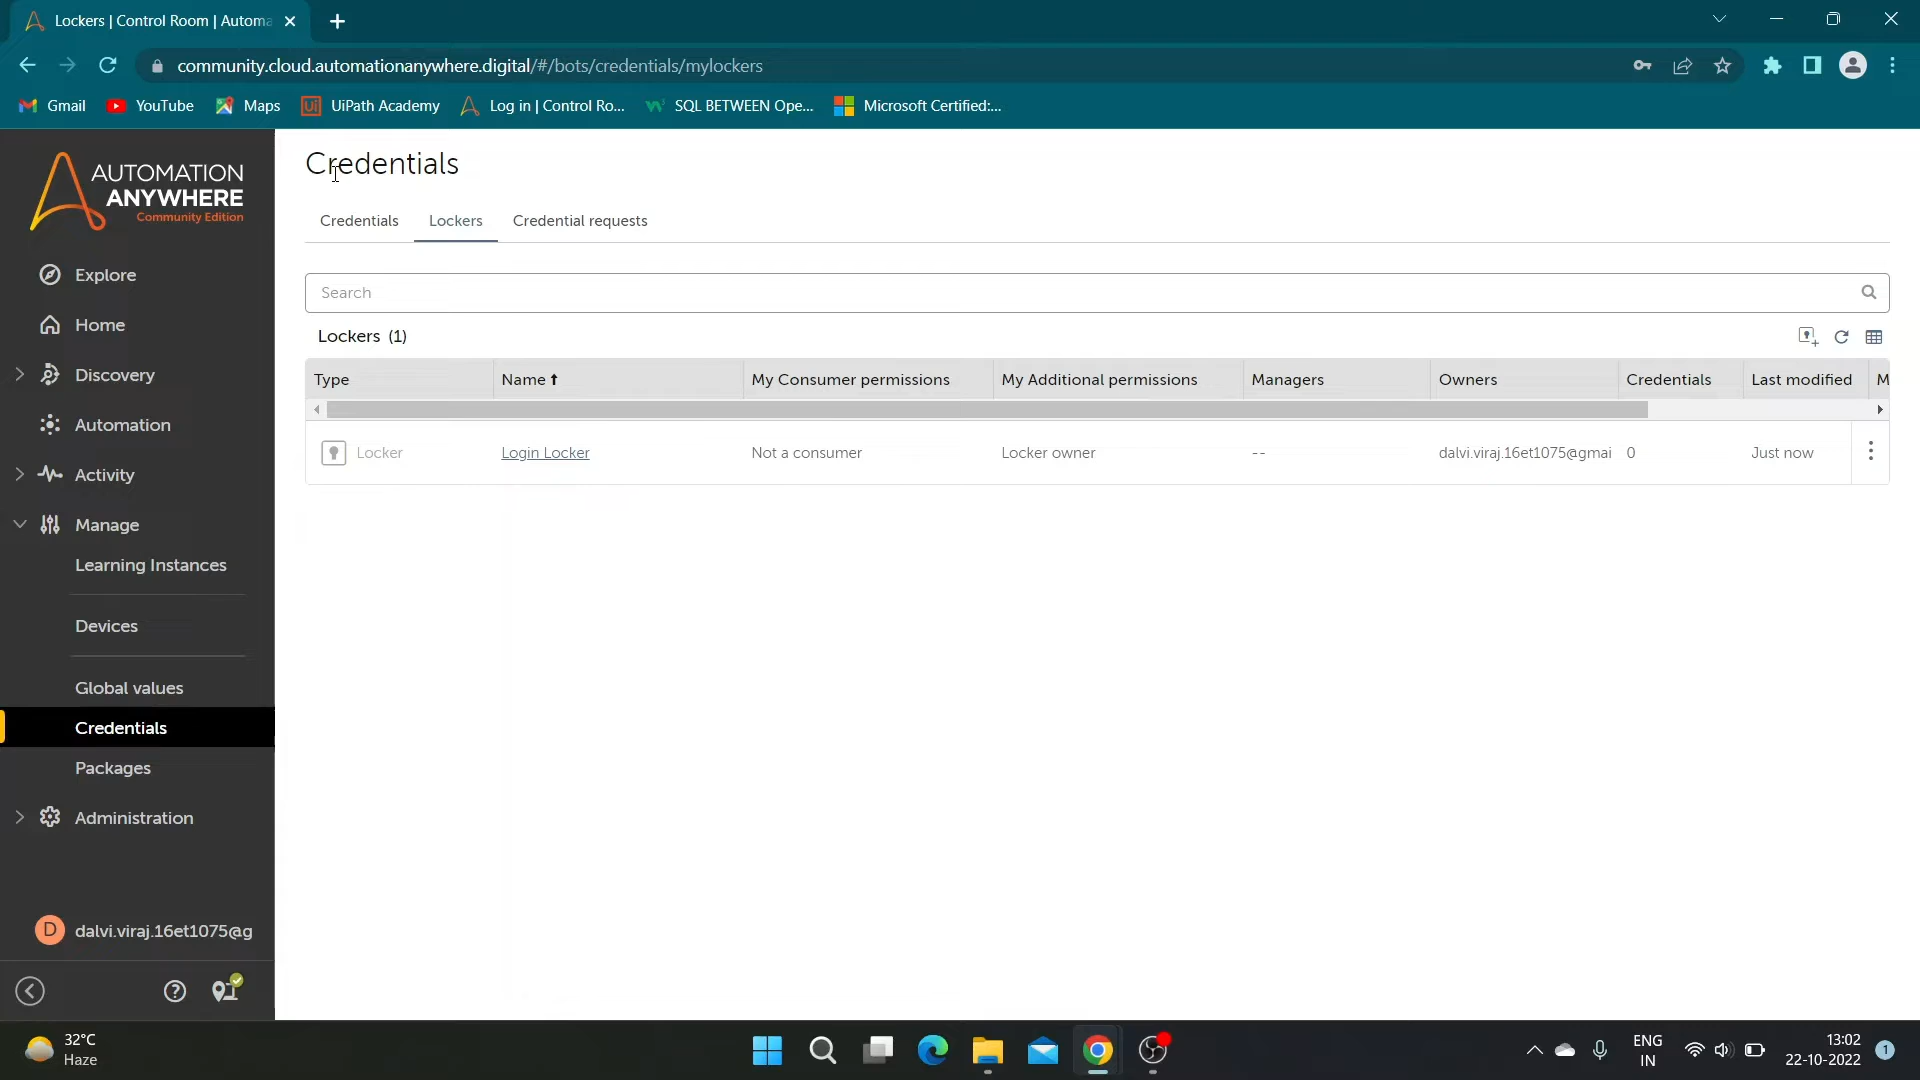 Lockers | Control Room | Automa
community.cloud.automationanywhere.digital/#/bots/credentials/mylockers
Gmail
YouTube
Maps
UiPath Academy
Log in | Control Ro...
SQL BETWEEN Ope...
Microsoft Certified:...
AUTOMATION
ANYWHERE
Community Edition
Explore
Home
Discovery
Automation
Activity
Manage
Learning Instances
Devices
Global values
Credentials
Packages
Administration
D
dalvi.viraj.16et1075@g
Credentials
Credentials
Lockers
Credential requests
Search
Lockers (1)
Type
Name
My Consumer permissions
My Additional permissions
Managers
Owners
Credentials
Last modified
M
Locker
Login Locker
Not a consumer
Locker owner
--
dalvi.viraj.16et1075@gmai
0
Just now
32°C
Haze
ENG
IN
13:02
22-10-2022
1